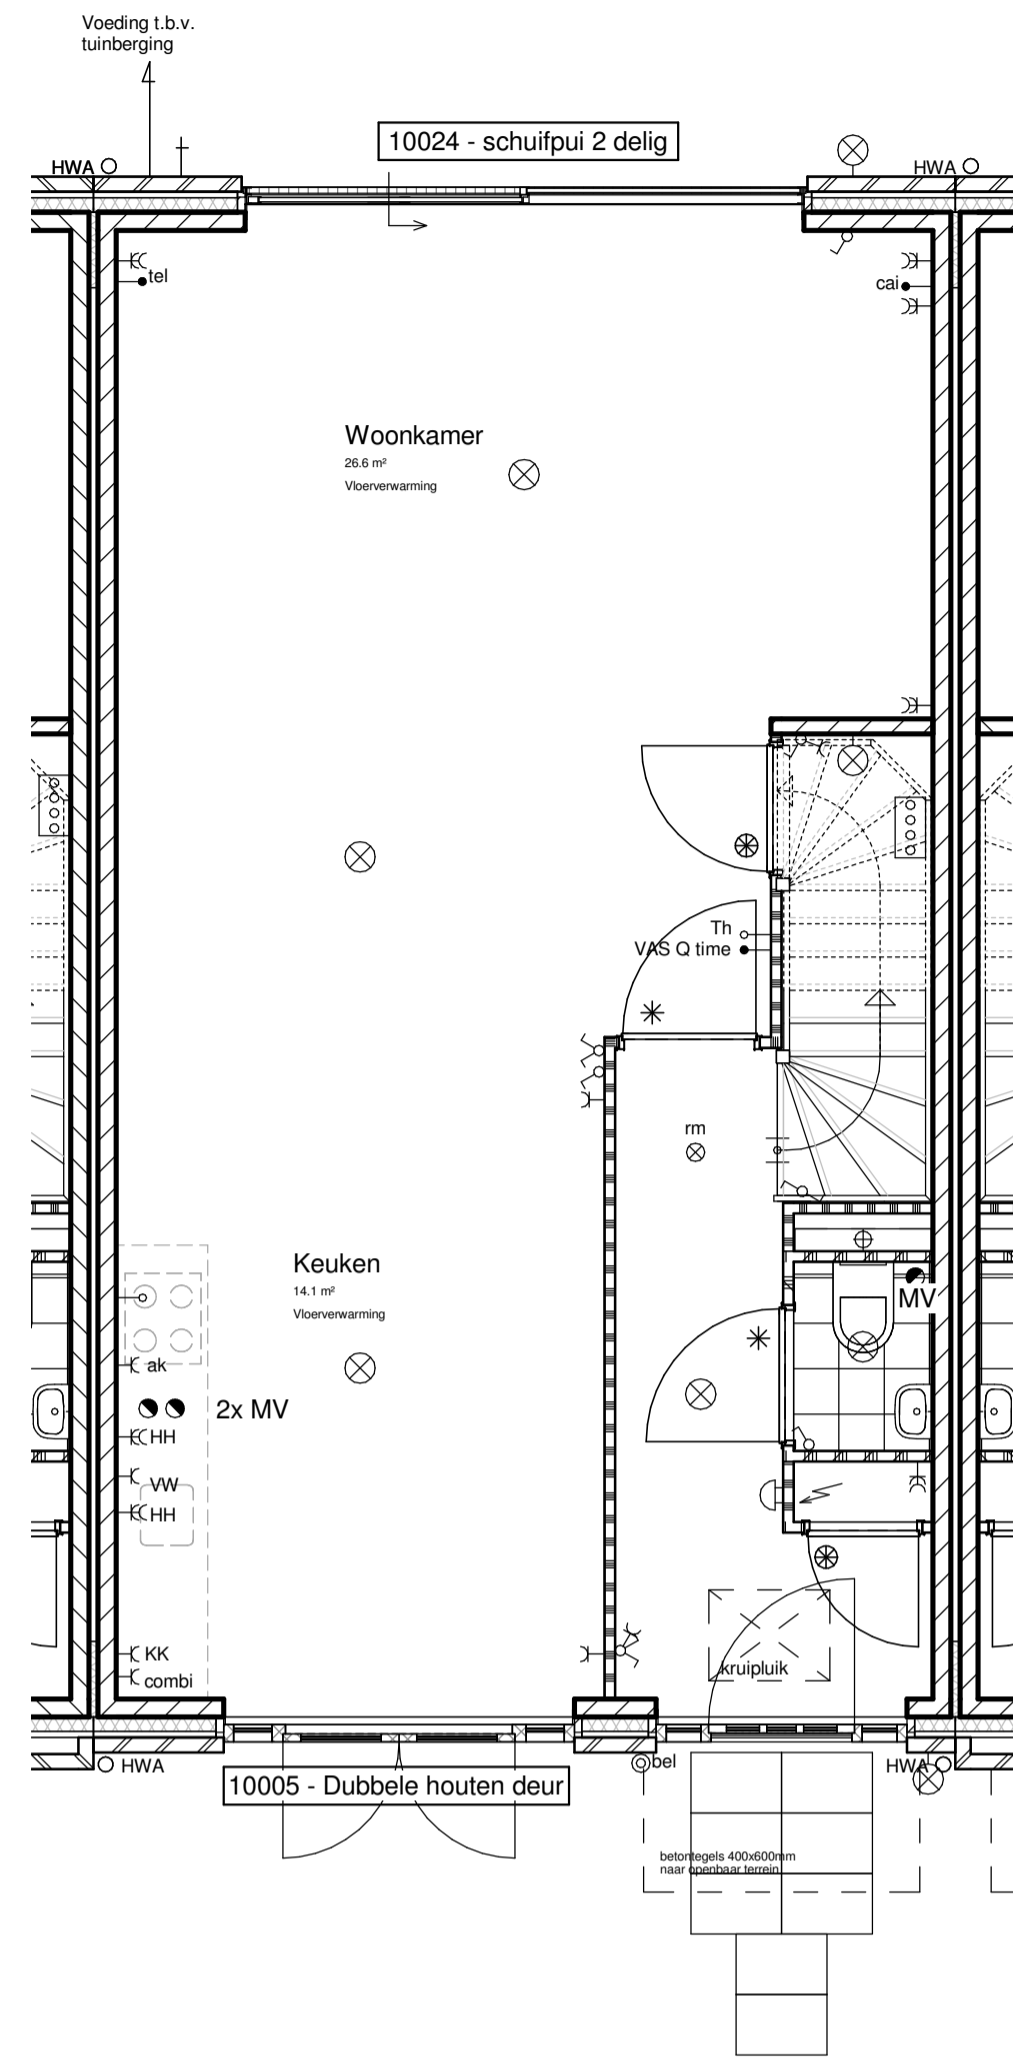 Voeding t.b.v.
tuinberging
10024 - schuifpui 2 delig
HWA
HWA
tel
cai
Woonkamer
26.6 m²
Vloerverwarming
Th
VAS Q time
rm
Keuken
14.1 m²
Vloerverwarming
MV
ak
2x MV
HH
VW
HH
KK
combi
kruipluik
HWA
bel
HWA
10005 - Dubbele houten deur
betontegels 400x600mm
naar openbaar terrein